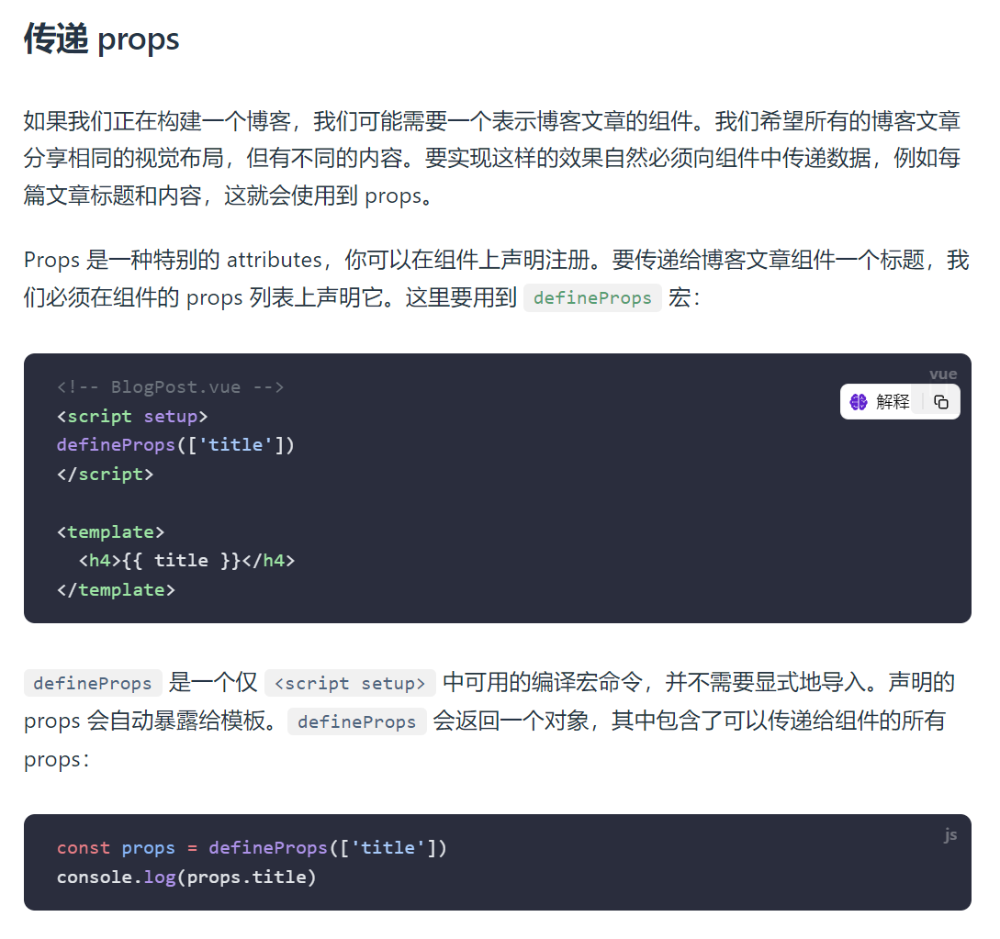 传递 props
如果我们正在构建一个博客，我们可能需要一个表示博客文章的组件。我们希望所有的博客文章
分享相同的视觉布局，但有不同的内容。要实现这样的效果自然必须向组件中传递数据，例如每
篇文章标题和内容，这就会使用到 props。
Props 是一种特别的 attributes，你可以在组件上声明注册。要传递给博客文章组件一个标题，我
们必须在组件的 props 列表上声明它。这里要用到 defineProps 宏：
vue
<!-- BlogPost.vue -->
解释
<script setup>
defineProps(['title'])
</script>

<template>
  <h4>{{ title }}</h4>
</template>
defineProps 是一个仅 <script setup> 中可用的编译宏命令，并不需要显式地导入。声明的
props 会自动暴露给模板。defineProps 会返回一个对象，其中包含了可以传递给组件的所有
props：
js
const props = defineProps(['title'])
console.log(props.title)